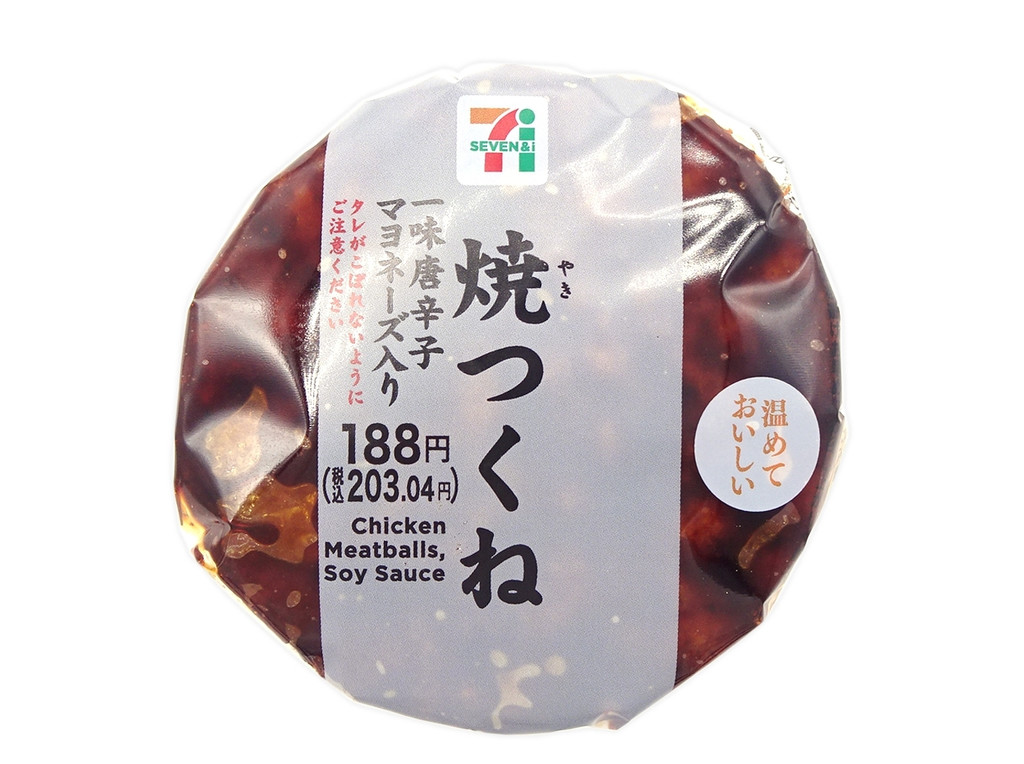 SEVEN&i
焼つくね
やき
一味唐辛子
マヨネーズ入り
タレがこぼれないように
ご注意ください
188円
(税込203.04円)
Chicken
Meatballs,
Soy Sauce
温めて
おいしい